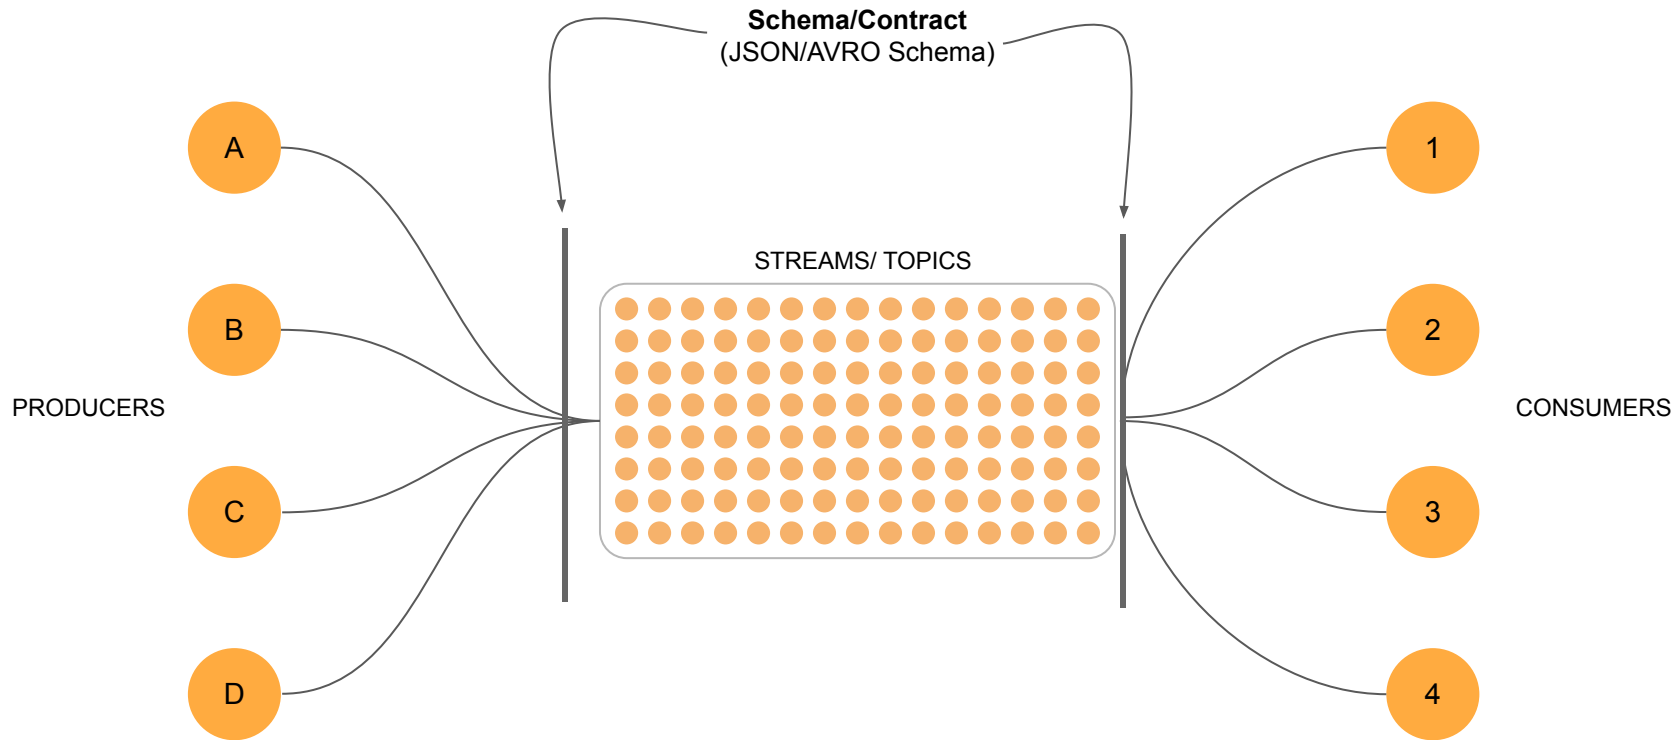 Schema/Contract
(JSON/AVRO Schema)
A
1
STREAMS/ TOPICS
B
2
PRODUCERS
CONSUMERS
C
3
D
4